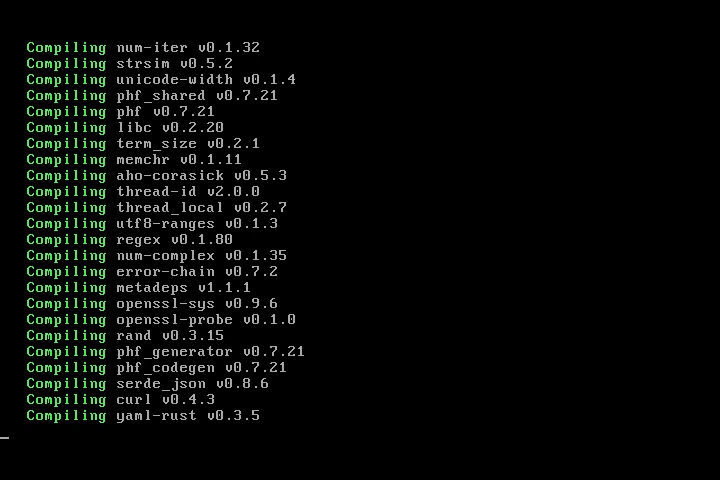 Compiling num-iter v0.1.32
Compiling strsim v0.5.2
Compiling unicode-width v0.1.4
Compiling phf_shared v0.7.21
Compiling phf v0.7.21
Compiling libc v0.2.20
Compiling term_size v0.2.1
Compiling memchr v0.1.11
Compiling aho-corasick v0.5.3
Compiling thread-id v2.0.0
Compiling thread_local v0.2.7
Compiling utf8-ranges v0.1.3
Compiling regex v0.1.80
Compiling num-complex v0.1.35
Compiling error-chain v0.7.2
Compiling metadeps v1.1.1
Compiling openssl-sys v0.9.6
Compiling openssl-probe v0.1.0
Compiling rand v0.3.15
Compiling phf_generator v0.7.21
Compiling phf_codegen v0.7.21
Compiling serde_json v0.8.6
Compiling curl v0.4.3
Compiling yaml-rust v0.3.5